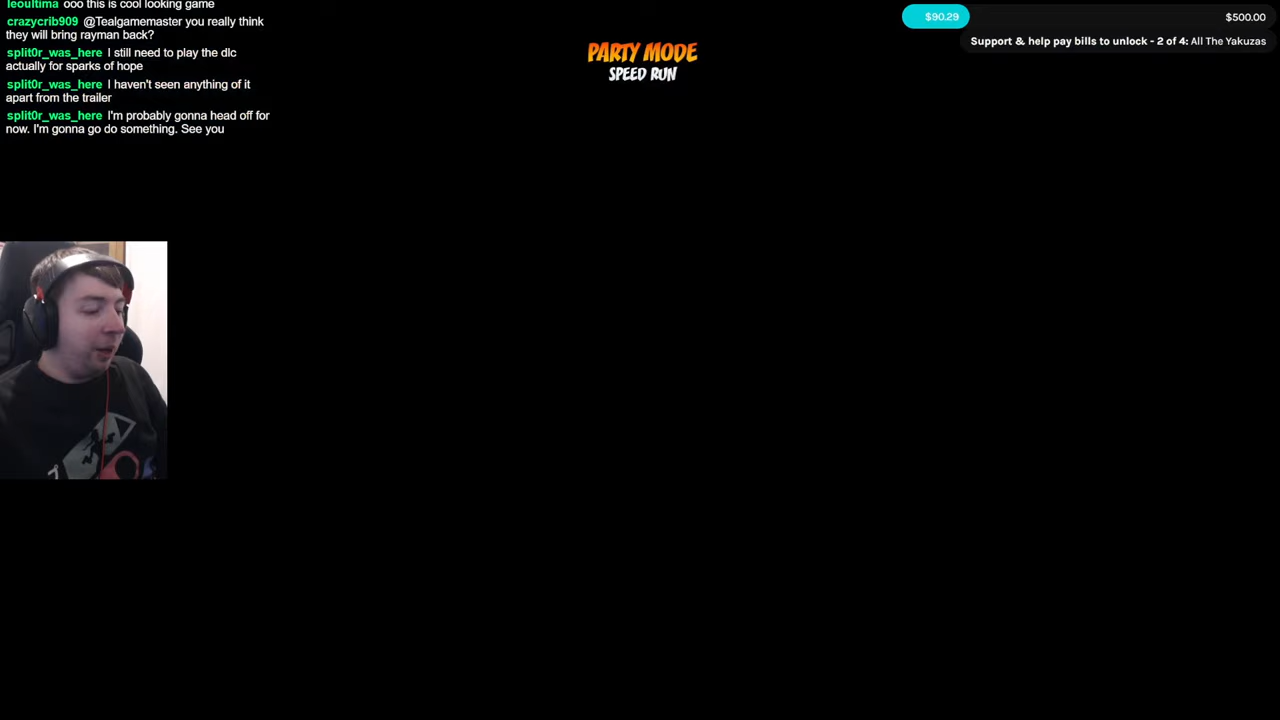 leoultima ooo this is cool looking game
crazycrib909 @Tealgamemaster you really think
they will bring rayman back?
split0r_was_here I still need to play the dlc
actually for sparks of hope
split0r_was_here I haven't seen anything of it
apart from the trailer
split0r_was_here I'm probably gonna head off for
now. I'm gonna go do something. See you
PARTY MODE
SPEED RUN
$90.29
$500.00
Support & help pay bills to unlock - 2 of 4: All The Yakuzas